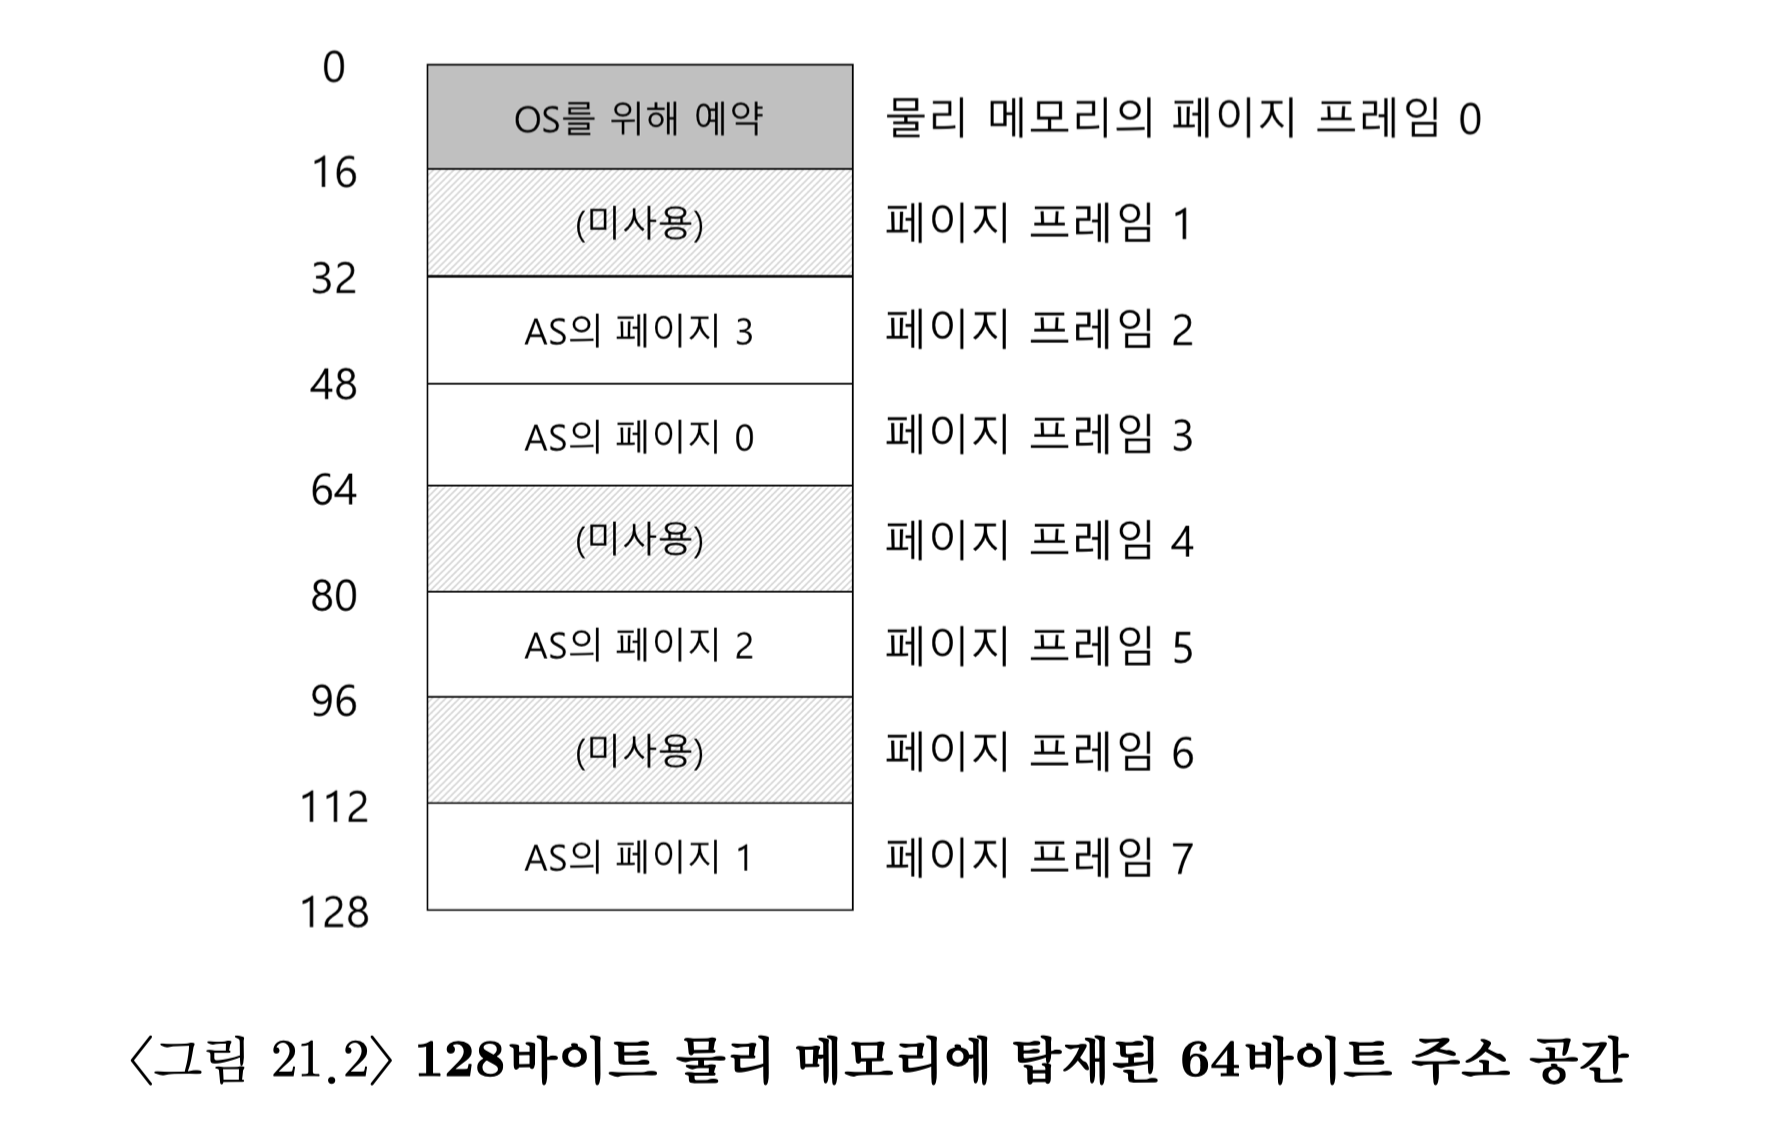 0
OS를 위해 예약 물리 메모리의 페이지 프레임 0
16
(미사용) 페이지 프레임 1
32
AS의 페이지 3 페이지 프레임 2
48
AS의 페이지 0 페이지 프레임 3
64
(미사용) 페이지 프레임 4
80
AS의 페이지 2 페이지 프레임 5
96
(미사용) 페이지 프레임 6
112
AS의 페이지 1 페이지 프레임 7
128
〈그림 21.2〉 128바이트 물리 메모리에 탑재된 64바이트 주소 공간